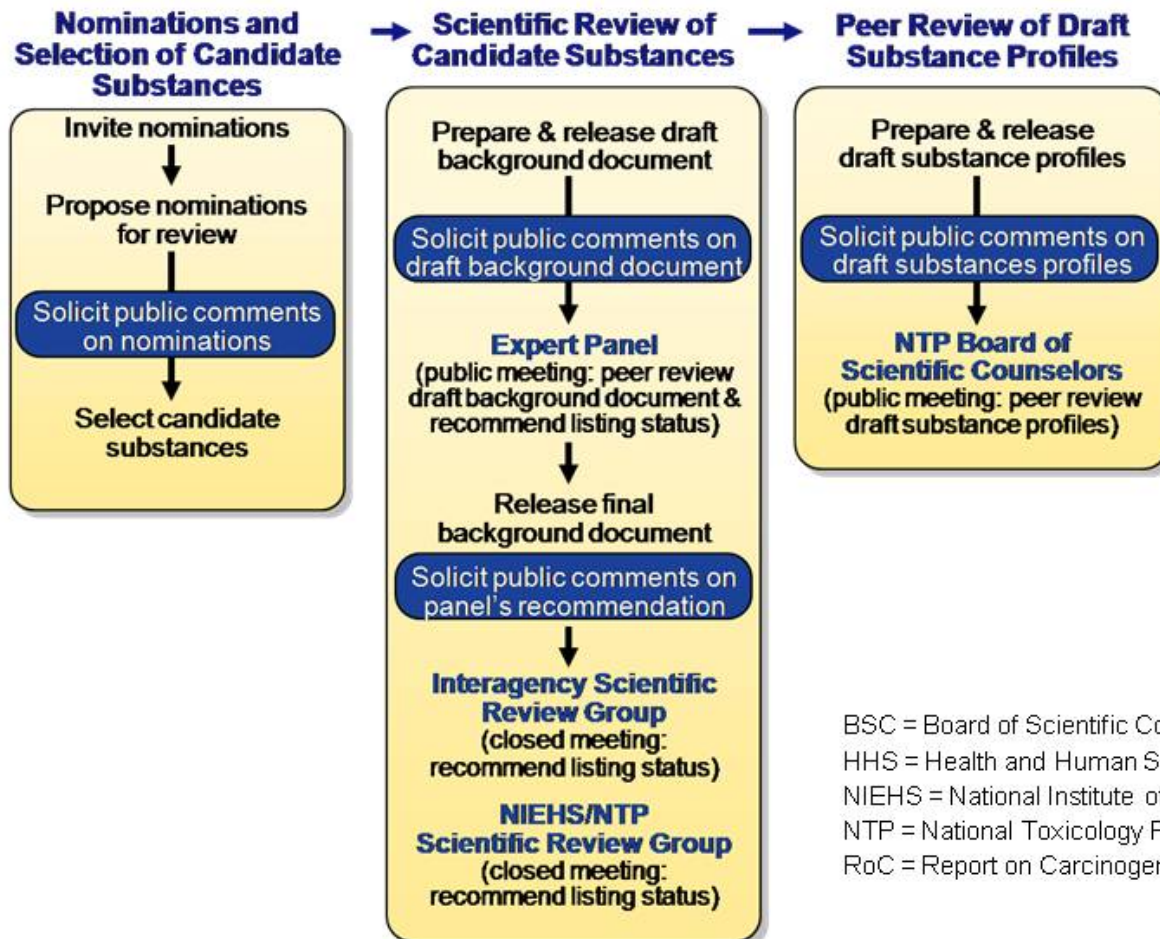 Nominations and
Selection of Candidate
Substances
Invite nominations
Propose nominations
for review
Solicit public comments
on nominations
Select candidate
substances
Scientific Review of
Candidate Substances
Prepare & release draft
background document
Solicit public comments on
draft background document
Expert Panel
(public meeting: peer review
draft background document &
recommend listing status)
Release final
background document
Solicit public comments on
panel's recommendation
Interagency Scientific
Review Group
(closed meeting:
recommend listing status)
NIEHS/NTP
Scientific Review Group
(closed meeting:
recommend listing status)
Peer Review of Draft
Substance Profiles
Prepare & release
draft substance profiles
Solicit public comments on
draft substances profiles
NTP Board of
Scientific Counselors
(public meeting: peer review
draft substance profiles)
BSC = Board of Scientific
HHS = Health and Human
NIEHS = National Institute of
NTP = National Toxicology
RoC = Report on